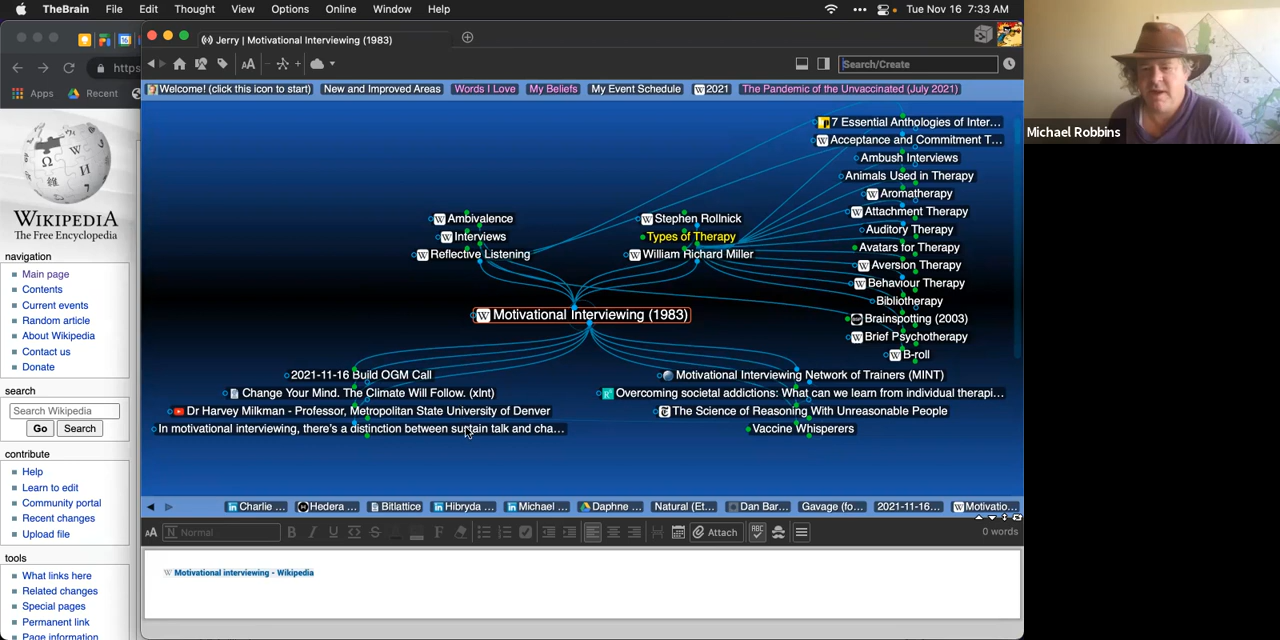 TheBrain File Edit Thought View Options Online Window Help Tue Nov 16 7:33 AM
Jerry | Motivational Interviewing (1983)
https
Search/Create
Apps Recent
Welcome! (click this icon to start) New and Improved Areas Words I Love My Beliefs My Event Schedule 2021 The Pandemic of the Unvaccinated (July 2021)
WIKIPEDIA
The Free Encyclopedia
navigation
Main page
Contents
Current events
Random article
About Wikipedia
Contact us
Donate
search
Search Wikipedia
Go Search
contribute
Help
Learn to edit
Community portal
Recent changes
Upload file
tools
What links here
Related changes
Special pages
Permanent link
Page information
7 Essential Anthologies of Inter...
Acceptance and Commitment T...
Ambush Interviews
Animals Used in Therapy
Aromatherapy
Attachment Therapy
Auditory Therapy
Avatars for Therapy
Aversion Therapy
Behaviour Therapy
Bibliotherapy
Brainspotting (2003)
Brief Psychotherapy
B-roll
Ambivalence
Interviews
Reflective Listening
Stephen Rollnick
Types of Therapy
William Richard Miller
Motivational Interviewing (1983)
2021-11-16 Build OGM Call
Change Your Mind. The Climate Will Follow. (xInt)
Dr Harvey Milkman - Professor, Metropolitan State University of Denver
In motivational interviewing, there's a distinction between sustain talk and cha...
Motivational Interviewing Network of Trainers (MINT)
Overcoming societal addictions: What can we learn from individual therapi...
The Science of Reasoning With Unreasonable People
Vaccine Whisperers
Charlie ... Hedera ... Bitlattice Hibryda ... Michael ... Daphne ... Natural (Et... Dan Bar... Gavage (fo... 2021-11-16... Motivatio...
Normal Attach 0 words
Motivational interviewing - Wikipedia
Michael Robbins